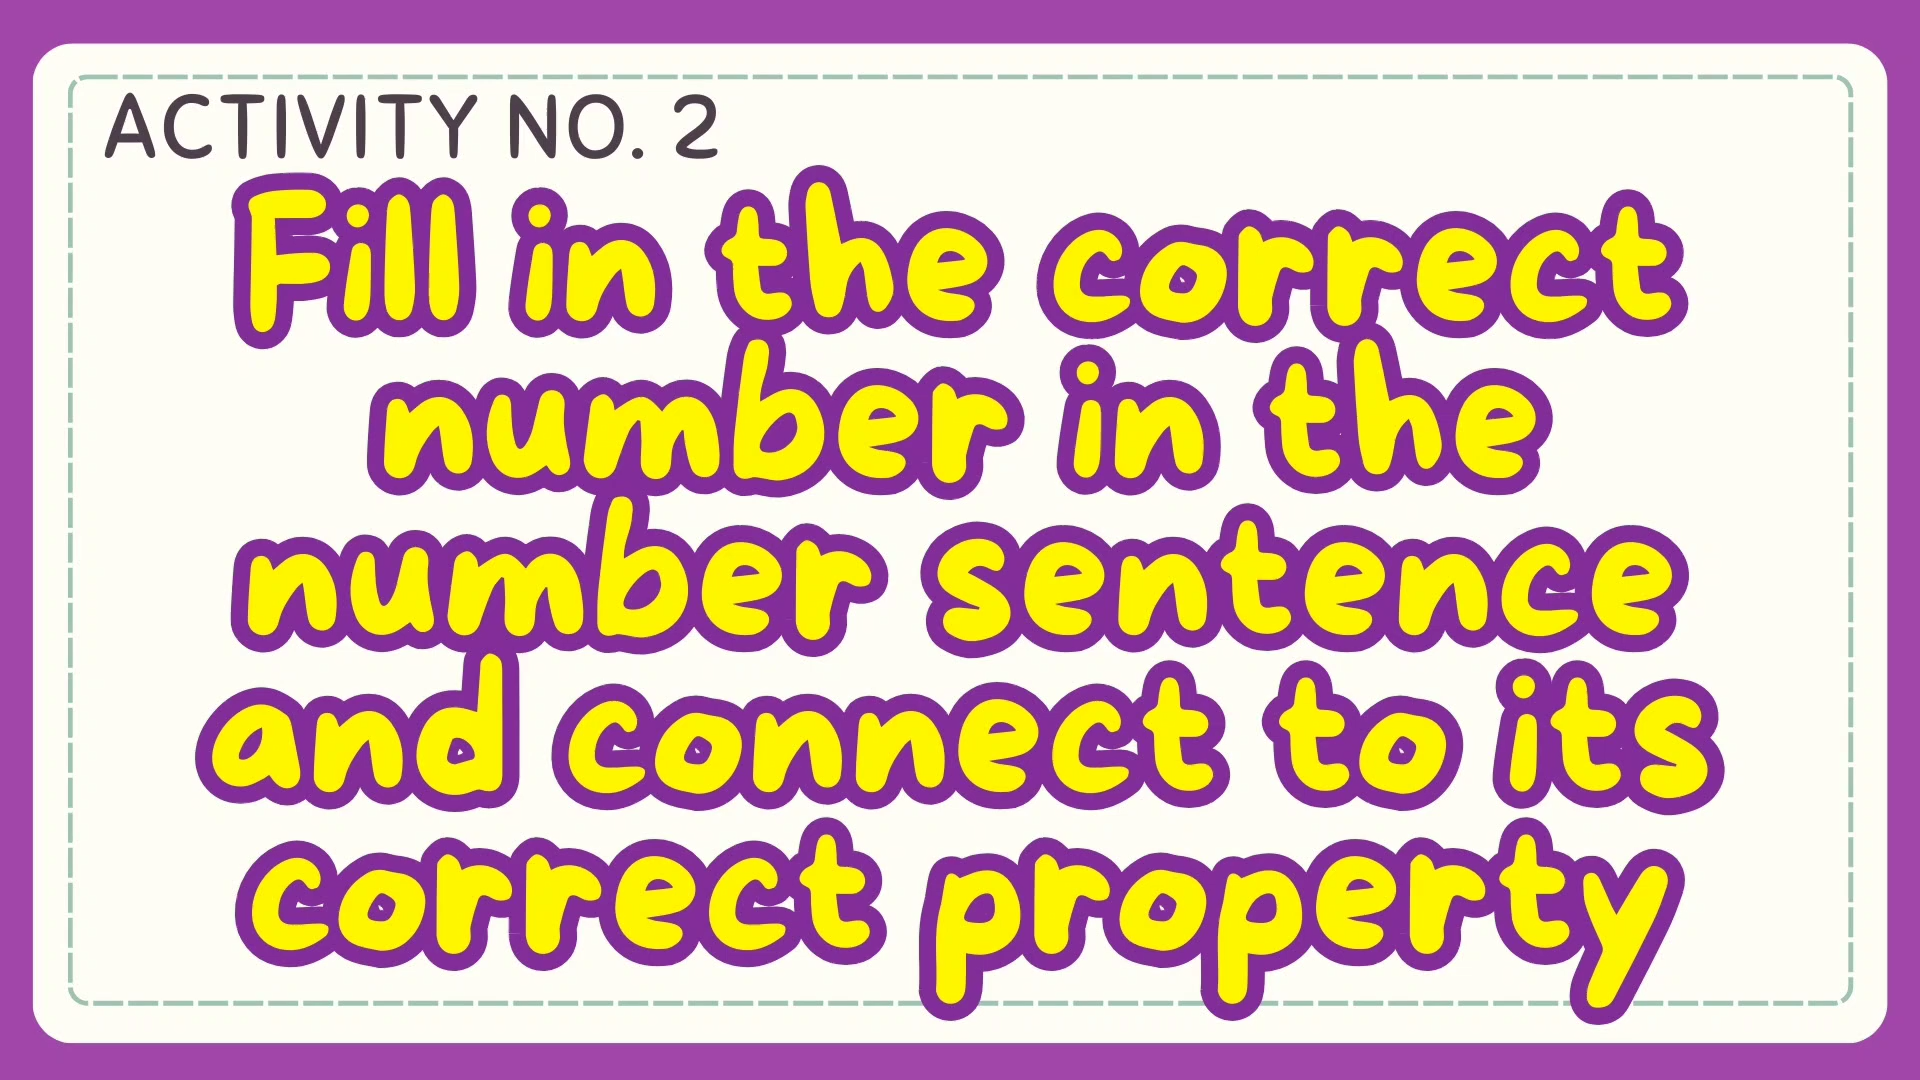 ACTIVITY NO. 2
Fill in the correct
number in the
number sentence
and connect to its
correct property